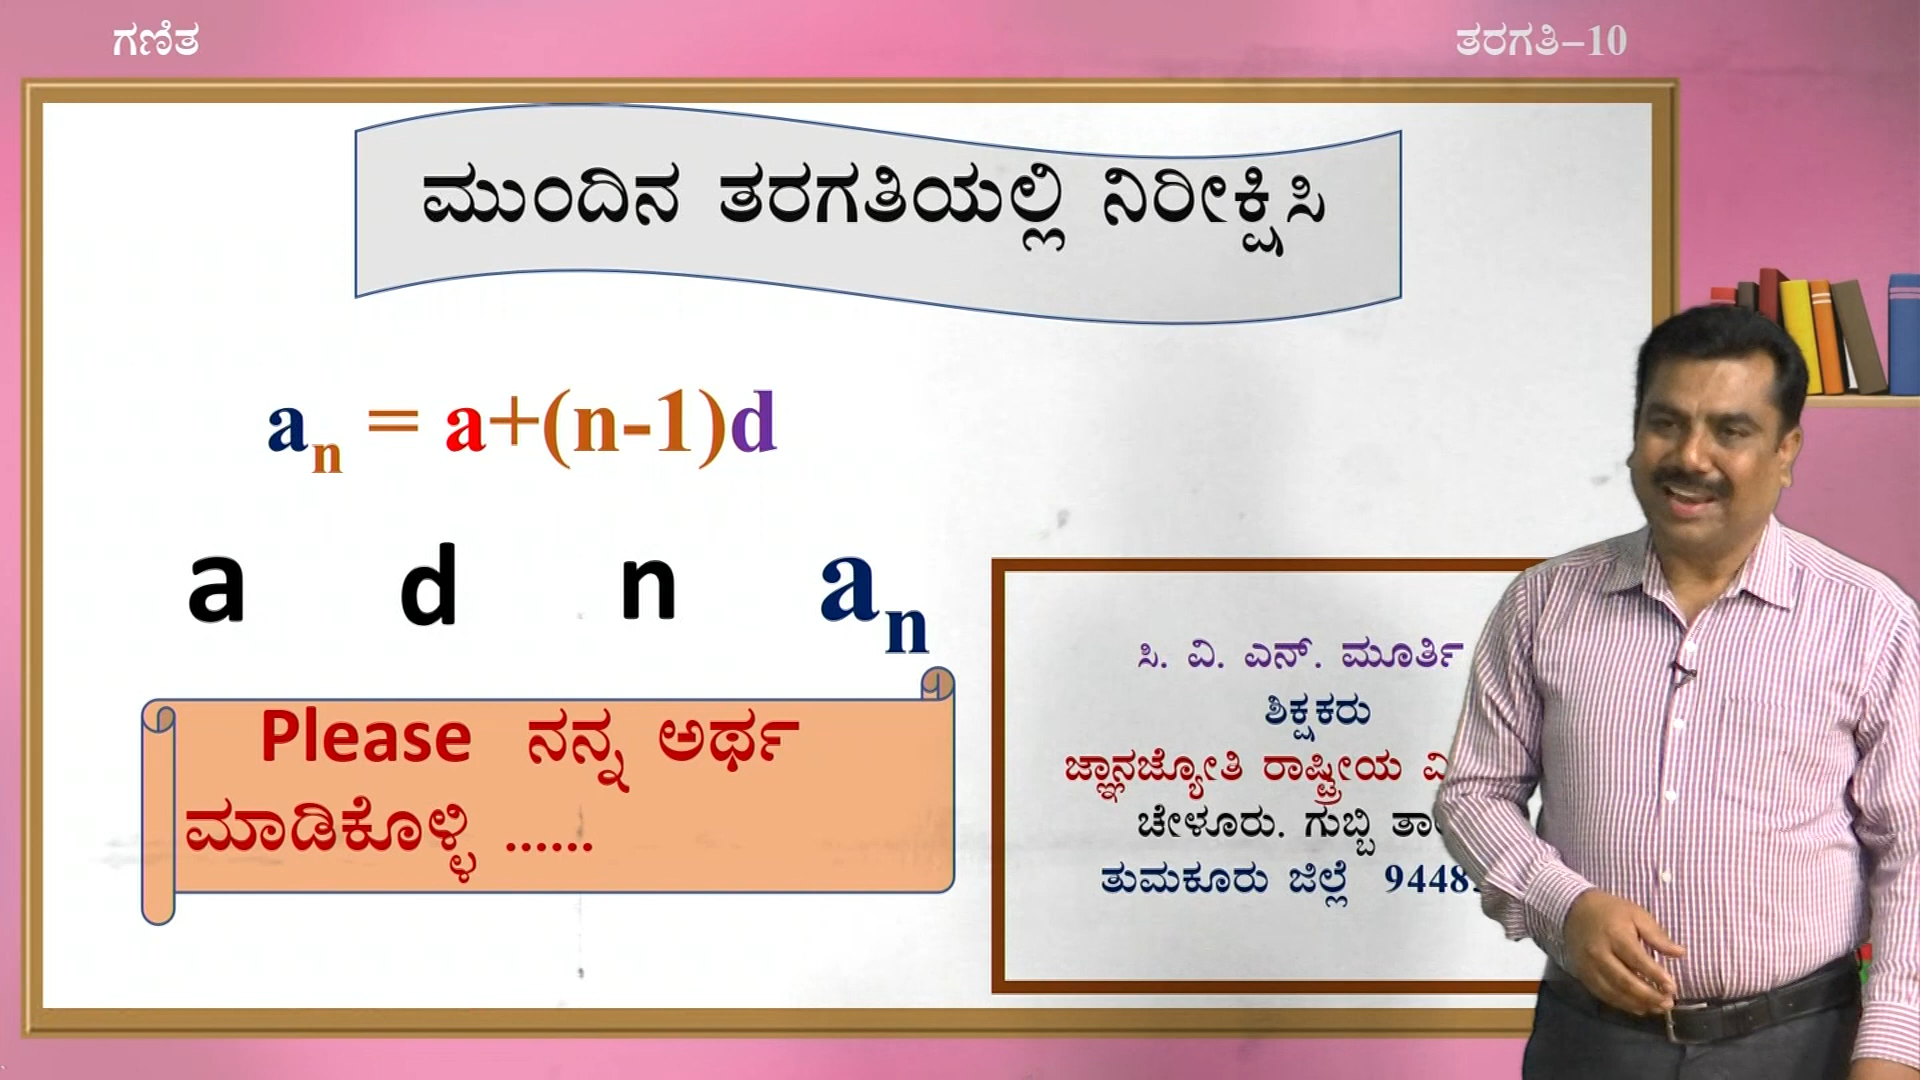 ಗಣಿತ
ತರಗತಿ-10
ಮುಂದಿನ ತರಗತಿಯಲ್ಲಿ ನಿರೀಕ್ಷಿಸಿ
an = a+(n-1)d
a d n an
Please ನನ್ನ ಅರ್ಥ
ಮಾಡಿಕೊಳ್ಳಿ ......
ಸಿ. ವಿ. ಎನ್. ಮೂರ್ತಿ
ಶಿಕ್ಷಕರು
ಜ್ಞಾನಜ್ಯೋತಿ ರಾಷ್ಟ್ರೀಯ
ಚೇಳೂರು. ಗುಬ್ಬಿ
ತುಮಕೂರು ಜಿಲ್ಲೆ